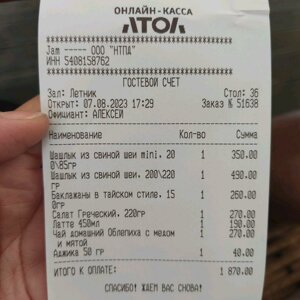 ОНЛАЙН-КАССА
АТОЛ
Jam ----- ООО "НТПД"
ИНН 5408158762
ГОСТЕВОЙ СЧЕТ
Зал: Летник Стол: 36
Открыт: 07.08.2023 17:29 Заказ № 51638
Официант: АЛЕКСЕЙ
Наименование Кол-во Сумма
Шашлык из свиной шеи mini. 20 1 350.00
0\85гр
Шашлык из свиной шеи. 200\220 1 490.00
гр
Баклажаны в тайском стиле. 15 1 260.00
0гр
Салат Греческий. 220гр 1 270.00
Латте 450мл 1 190.00
Чай домашний Облепиха с медом 1 270.00
и мятой
Аджика 50 гр 1 40.00
ИТОГО К ОПЛАТЕ: 1 870.00
СПАСИБО! ЖДЕМ ВАС СНОВА!